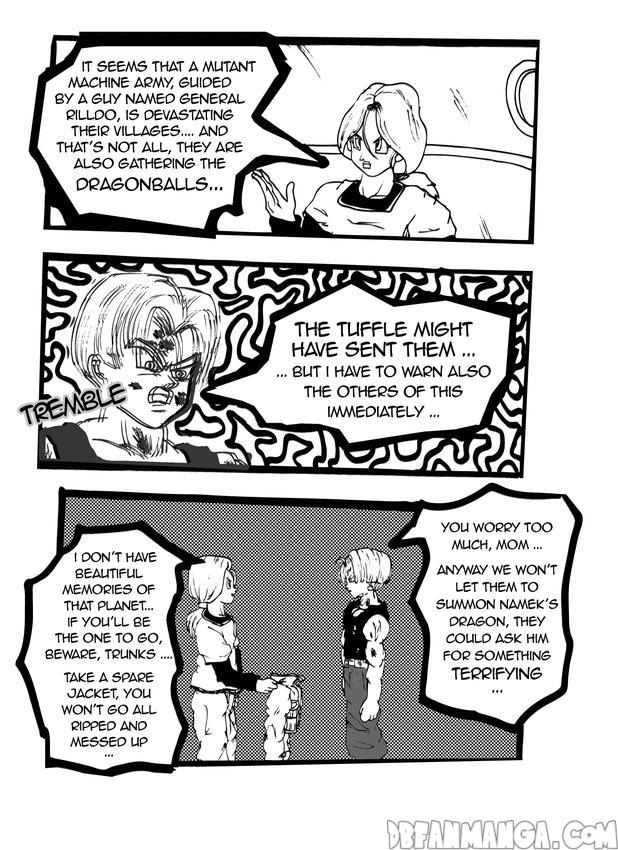 IT SEEMS THAT A MUTANT
MACHINE ARMY, GUIDED
BY A GUY NAMED GENERAL
RILLDO, IS DEVASTATING
THEIR VILLAGES.... AND
THAT'S NOT ALL, THEY ARE
ALSO GATHERING THE
DRAGONBALLS...
THE TUFFLE MIGHT
HAVE SENT THEM ...
... BUT I HAVE TO WARN ALSO
THE OTHERS OF THIS
IMMEDIATELY ...
TREMBLE
I DON'T HAVE
BEAUTIFUL
MEMORIES OF
THAT PLANET...
IF YOU'LL BE
THE ONE TO GO,
BEWARE, TRUNKS ....
TAKE A SPARE
JACKET, YOU
WON'T GO ALL
RIPPED AND
MESSED UP
...
YOU WORRY TOO
MUCH, MOM ...
ANYWAY WE WON'T
LET THEM TO
SUMMON NAMEK'S
DRAGON, THEY
COULD ASK HIM
FOR SOMETHING
TERRIFYING
...
DBFANMANGA.COM